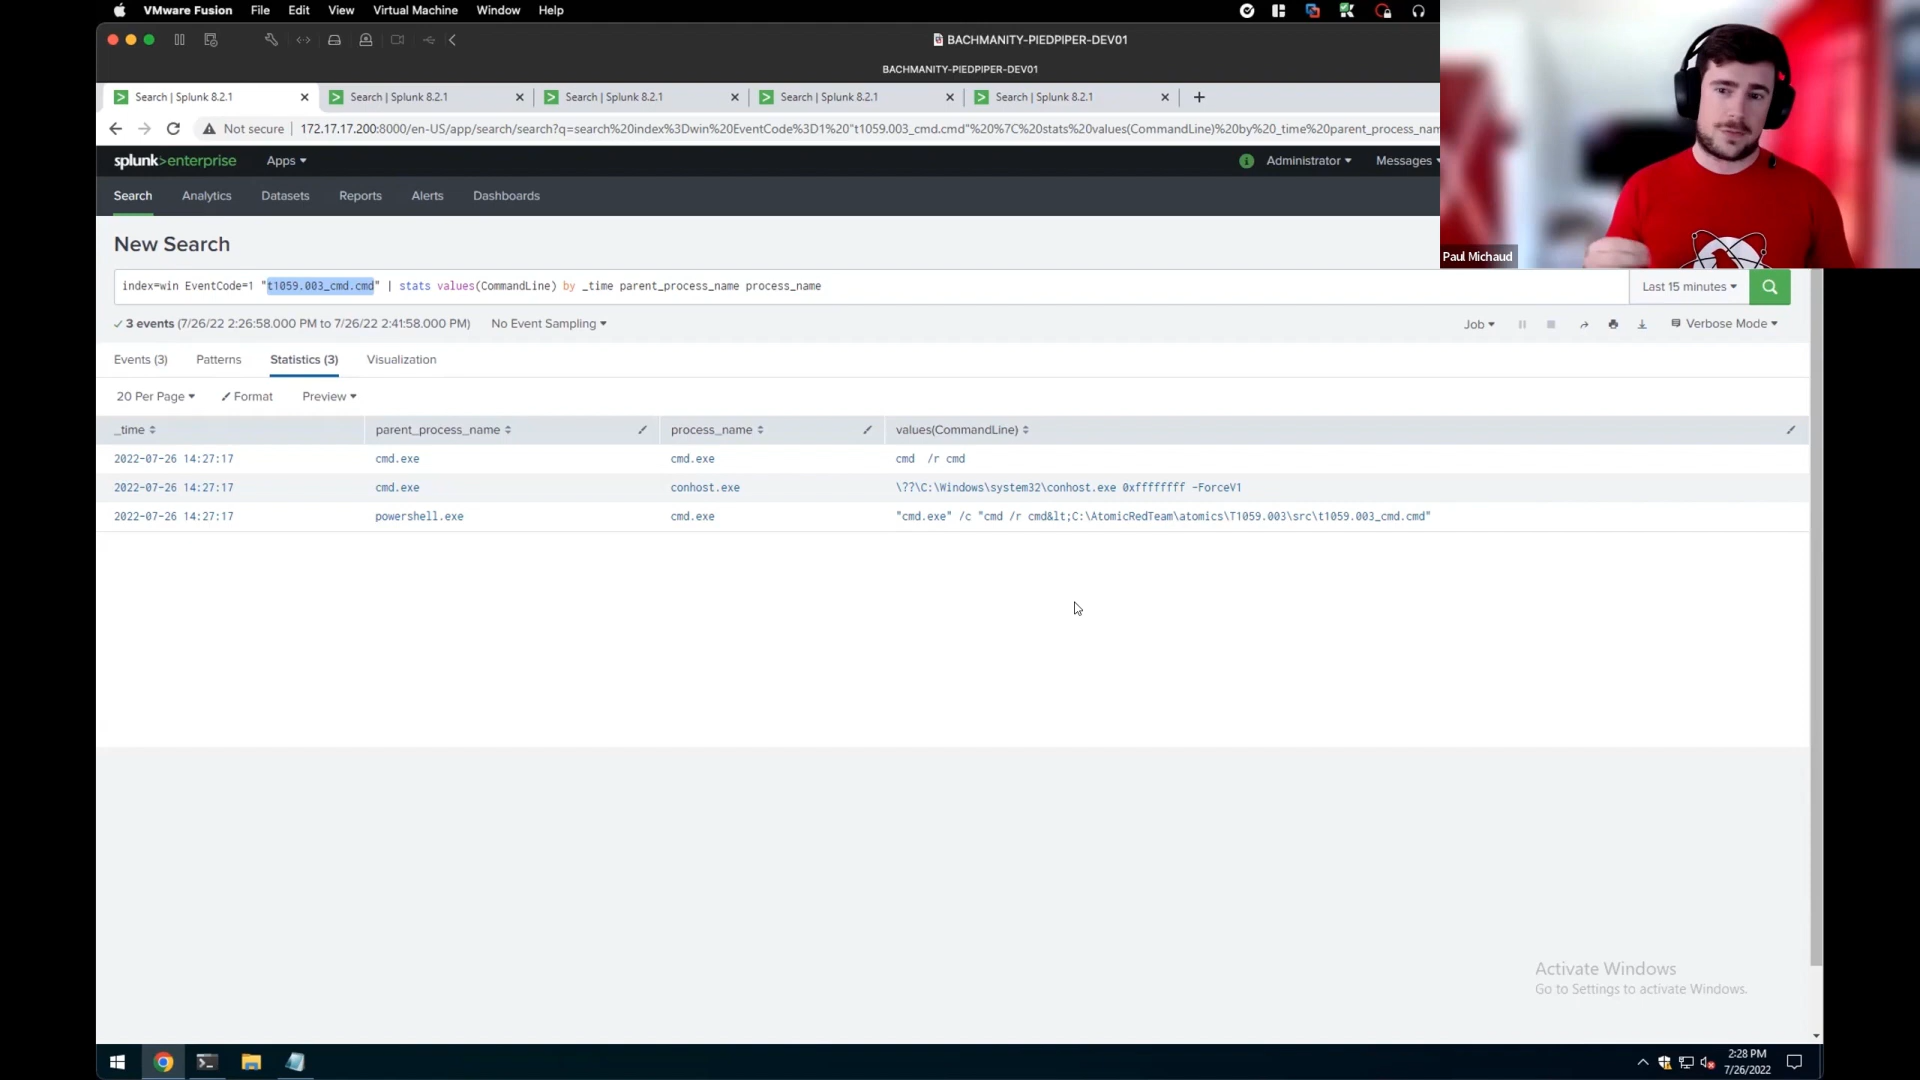 VMware Fusion File Edit View Virtual Machine Window Help
BACHMANITY-PIEDPIPER-DEV01
BACHMANITY-PIEDPIPER-DEV01
Search | Splunk 8.2.1 Search | Splunk 8.2.1 Search | Splunk 8.2.1 Search | Splunk 8.2.1 Search | Splunk 8.2.1
Not secure 172.17.17.200:8000/en-US/app/search/search?q=search%20index%3Dwin%20EventCode%3D1%20"t1059.003_cmd.cmd"%20%7C%20stats%20values(CommandLine)%20by%20_time%20parent_process_nam
splunk>enterprise Apps Administrator Messages
Search Analytics Datasets Reports Alerts Dashboards
Paul Michaud
New Search
index=win EventCode=1 "t1059.003_cmd.cmd" | stats values(CommandLine) by _time parent_process_name process_name
Last 15 minutes
3 events (7/26/22 2:26:58.000 PM to 7/26/22 2:41:58.000 PM) No Event Sampling Job Verbose Mode
Events (3) Patterns Statistics (3) Visualization
20 Per Page Format Preview
_time parent_process_name process_name values(CommandLine)
2022-07-26 14:27:17 cmd.exe cmd.exe cmd /r cmd
2022-07-26 14:27:17 cmd.exe conhost.exe \??\C:\Windows\system32\conhost.exe 0xffffffff -ForceV1
2022-07-26 14:27:17 powershell.exe cmd.exe "cmd.exe" /c "cmd /r cmd&lt;C:\AtomicRedTeam\atomics\T1059.003\src\t1059.003_cmd.cmd"
Activate Windows
Go to Settings to activate Windows.
2:28 PM
7/26/2022